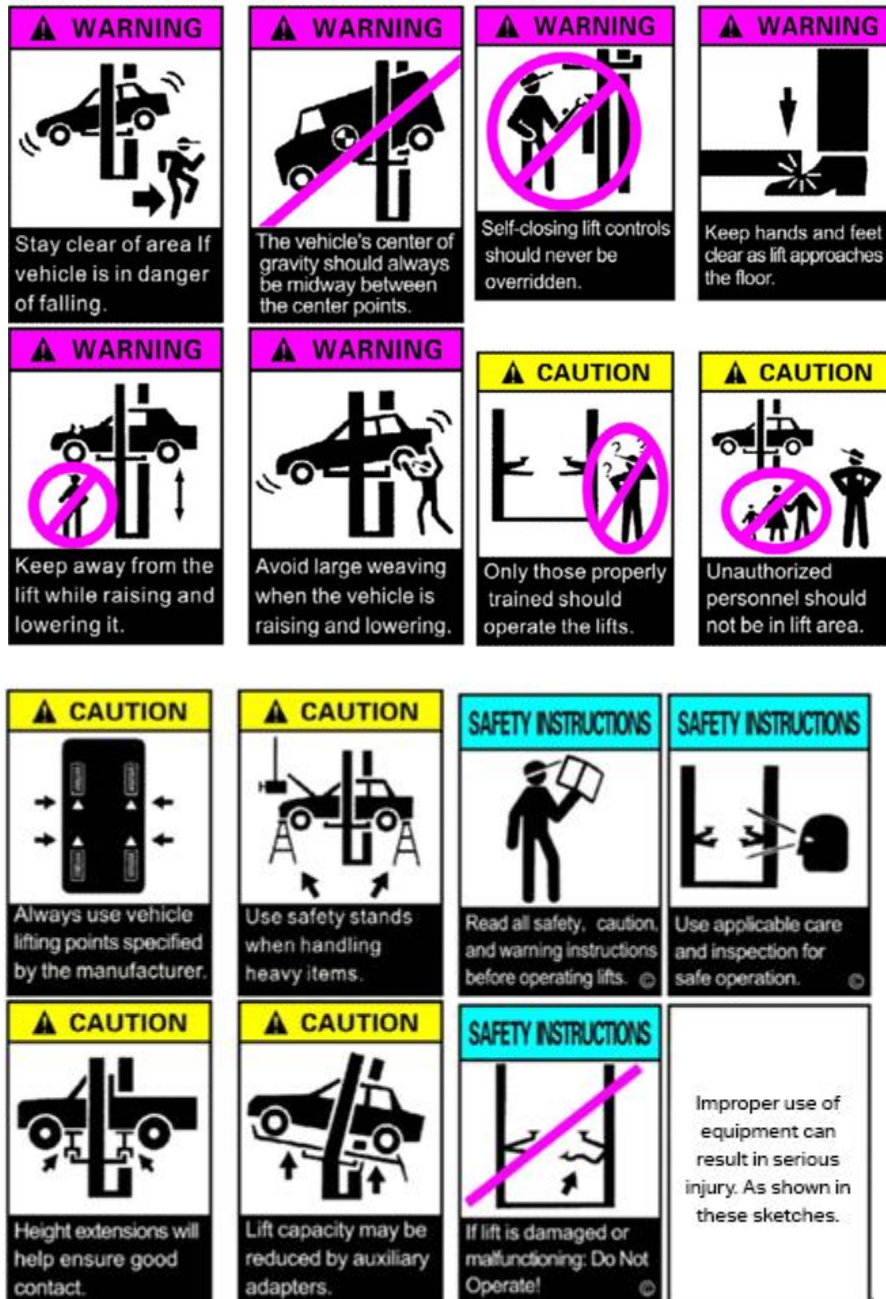 WARNING
Stay clear of area If
vehicle is in danger
of falling.
WARNING
The vehicle's center of
gravity should always
be midway between
the center points.
WARNING
Self-closing lift controls
should never be
overridden.
WARNING
Keep hands and feet
clear as lift approaches
the floor.
WARNING
Keep away from the
lift while raising and
lowering it.
WARNING
Avoid large weaving
when the vehicle is
raising and lowering.
CAUTION
? ? ?
Only those properly
trained should
operate the lifts.
CAUTION
Unauthorized
personnel should
not be in lift area.
CAUTION
Always use vehicle
lifting points specified
by the manufacturer.
CAUTION
Use safety stands
when handling
heavy items.
SAFETY INSTRUCTIONS
Read all safety, caution,
and warning instructions
before operating lifts. ©
SAFETY INSTRUCTIONS
Use applicable care
and inspection for
safe operation. ©
CAUTION
Height extensions will
help ensure good
contact.
CAUTION
Lift capacity may be
reduced by auxiliary
adapters.
SAFETY INSTRUCTIONS
If lift is damaged or
malfunctioning: Do Not
Operate! ©
Improper use of
equipment can
result in serious
injury. As shown in
these sketches.